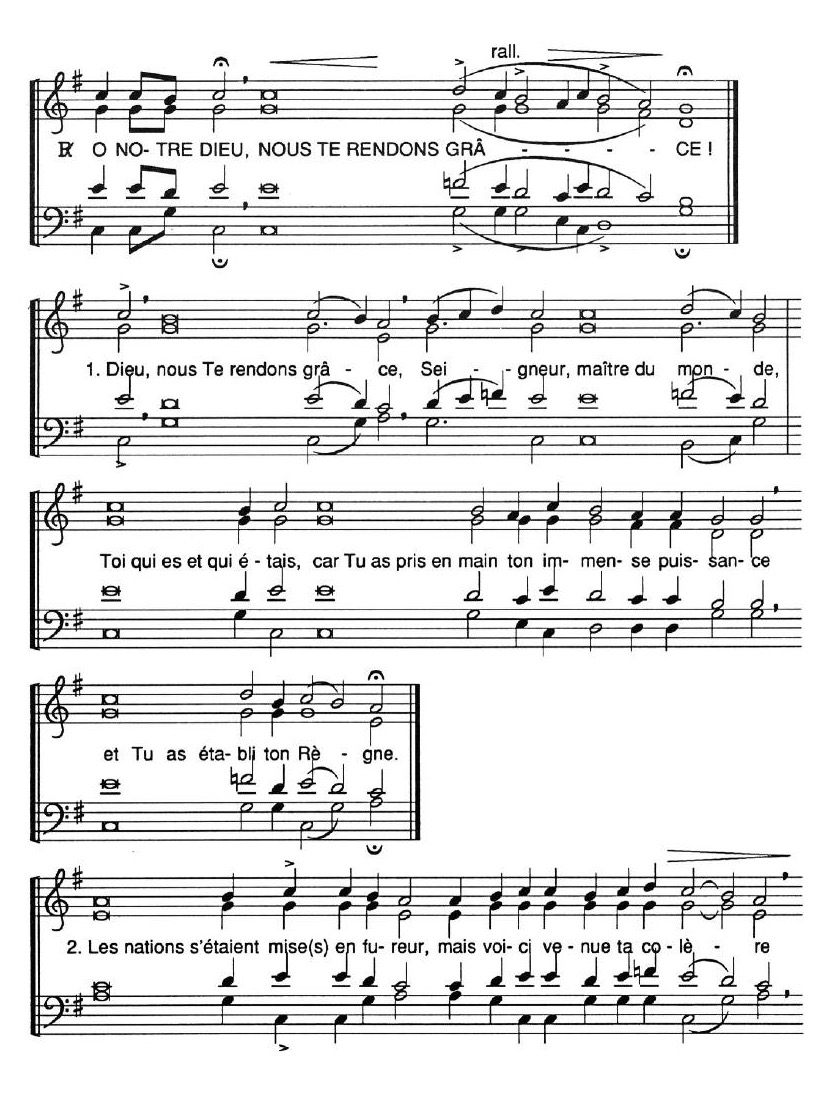 rall.
℟ O NO- TRE DIEU, NOUS TE RENDONS GRÂ - - - - CE !
1. Dieu, nous Te rendons grâ - ce, Sei - - gneur, maître du mon - de,
Toi qui es et qui é - tais, car Tu as pris en main ton im- men- se puis- san- ce
et Tu as éta- bli ton Rè - gne.
2. Les nations s'étaient mise(s) en fu- reur, mais voi- ci ve - nue ta co - lè - re